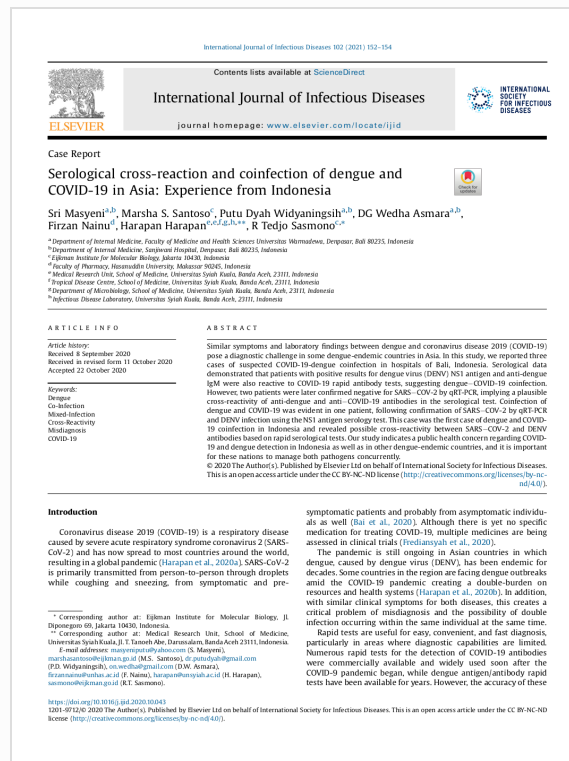 International Journal of Infectious Diseases 102 (2021) 152–154
Contents lists available at ScienceDirect
International Journal of Infectious Diseases
journal homepage: www.elsevier.com/locate/ijid
ELSEVIER
INTERNATIONAL
SOCIETY
FOR INFECTIOUS
DISEASES
Case Report
Serological cross-reaction and coinfection of dengue and
COVID-19 in Asia: Experience from Indonesia
Check for
updates
Sri Masyeni a,b, Marsha S. Santoso c, Putu Dyah Widyaningsih a,b, DG Wedha Asmara a,b,
Firzan Nainu d, Harapan Harapan e,e,f,g,h,**, R Tedjo Sasmono c,*
a Department of Internal Medicine, Faculty of Medicine and Health Sciences Universitas Warmadewa, Denpasar, Bali 80235, Indonesia
b Department of Internal Medicine, Sanjiwani Hospital, Denpasar, Bali 80235, Indonesia
c Eijkman Institute for Molecular Biology, Jakarta 10430, Indonesia
d Faculty of Pharmacy, Hasanuddin University, Makassar 90245, Indonesia
e Medical Research Unit, School of Medicine, Universitas Syiah Kuala, Banda Aceh, 23111, Indonesia
f Tropical Disease Centre, School of Medicine, Universitas Syiah Kuala, Banda Aceh, 23111, Indonesia
g Department of Microbiology, School of Medicine, Universitas Syiah Kuala, Banda Aceh, 23111, Indonesia
h Infectious Disease Laboratory, Universitas Syiah Kuala, Banda Aceh, 23111, Indonesia
ARTICLE INFO
Article history:
Received 8 September 2020
Received in revised form 11 October 2020
Accepted 22 October 2020
Keywords:
Dengue
Co-Infection
Mixed-Infection
Cross-Reactivity
Misdiagnosis
COVID-19
ABSTRACT
Similar symptoms and laboratory findings between dengue and coronavirus disease 2019 (COVID-19)
pose a diagnostic challenge in some dengue-endemic countries in Asia. In this study, we reported three
cases of suspected COVID-dengue coinfection in hospitals of Bali, Indonesia. Serological data
demonstrated that patients with positive results for dengue virus (DENV) NS1 antigen and anti-dengue
IgM were also reactive to COVID rapid antibody tests, suggesting dengue–COVID coinfection.
However, two patients were later confirmed negative for SARS–COV-2 by qRT-PCR, implying a plausible
cross-reactivity of anti-dengue and anti–COVID antibodies in the serological test. Coinfection of
dengue and COVID was evident in one patient, following confirmation of SARS–COV-2 by qRT-PCR
and DENV infection using the NS1 antigen serology test. This case was the first case of dengue and COVID
coinfection in Indonesia and revealed possible cross-reactivity between SARS–COV-2 and DENV
antibodies based on rapid serological tests. Our study indicates a public health concern regarding COVID-
19 and dengue detection in Indonesia as well as in other dengue-endemic countries, and it is important
for these nations to manage both pathogens concurrently.
© 2020 The Author(s). Published by Elsevier Ltd on behalf of International Society for Infectious Diseases.
This is an open access article under the CC BY-NC-ND license (http://creativecommons.org/licenses/by-nc-
nd/4.0/).
Introduction
Coronavirus disease 2019 (COVID-19) is a respiratory disease
caused by severe acute respiratory syndrome coronavirus 2 (SARS-
CoV-2) and has now spread to most countries around the world,
resulting in a global pandemic (Harapan et al., 2020a). SARS-CoV-2
is primarily transmitted from person-to-person through droplets
while coughing and sneezing, from symptomatic and pre-
* Corresponding author at: Eijkman Institute for Molecular Biology, Jl.
Diponegoro 69, Jakarta 10430, Indonesia.
** Corresponding author at: Medical Research Unit, School of Medicine,
Universitas Syiah Kuala, Jl. T. Tanoeh Abe, Darussalam, Banda Aceh 23111, Indonesia.
E-mail addresses: masyeniputu@yahoo.com (S. Masyeni),
marshasantoso@eijkman.go.id (M.S. Santoso), dr.putudyah@gmail.com
(P.D. Widyaningsih), on.wedha@gmail.com (D.W. Asmara),
firzannainu@unhas.ac.id (F. Nainu), harapan@unsyiah.ac.id (H. Harapan),
sasmono@eijkman.go.id (R.T. Sasmono).
symptomatic patients and probably from asymptomatic individu-
als as well (Bai et al., 2020). Although there is yet no specific
medication for treating COVID-19, multiple medicines are being
assessed in clinical trials (Frediansyah et al., 2020).
The pandemic is still ongoing in Asian countries in which
dengue, caused by dengue virus (DENV), has been endemic for
decades. Some countries in the region are facing dengue outbreaks
amid the COVID-19 pandemic creating a double-burden on
resources and health systems (Harapan et al., 2020b). In addition,
with similar clinical symptoms for both diseases, this creates a
critical problem of misdiagnosis and the possibility of double
infection occurring within the same individual at the same time.
Rapid tests are useful for easy, convenient, and fast diagnosis,
particularly in areas where diagnostic capabilities are limited.
Numerous rapid tests for the detection of COVID-19 antibodies
were commercially available and widely used soon after the
COVID-9 pandemic began, while dengue antigen/antibody rapid
tests have been available for years. However, the accuracy of these
https://doi.org/10.1016/j.ijid.2020.10.043
1201-9712/© 2020 The Author(s). Published by Elsevier Ltd on behalf of International Society for Infectious Diseases. This is an open access article under the CC BY-NC-ND
license (http://creativecommons.org/licenses/by-nc-nd/4.0/).